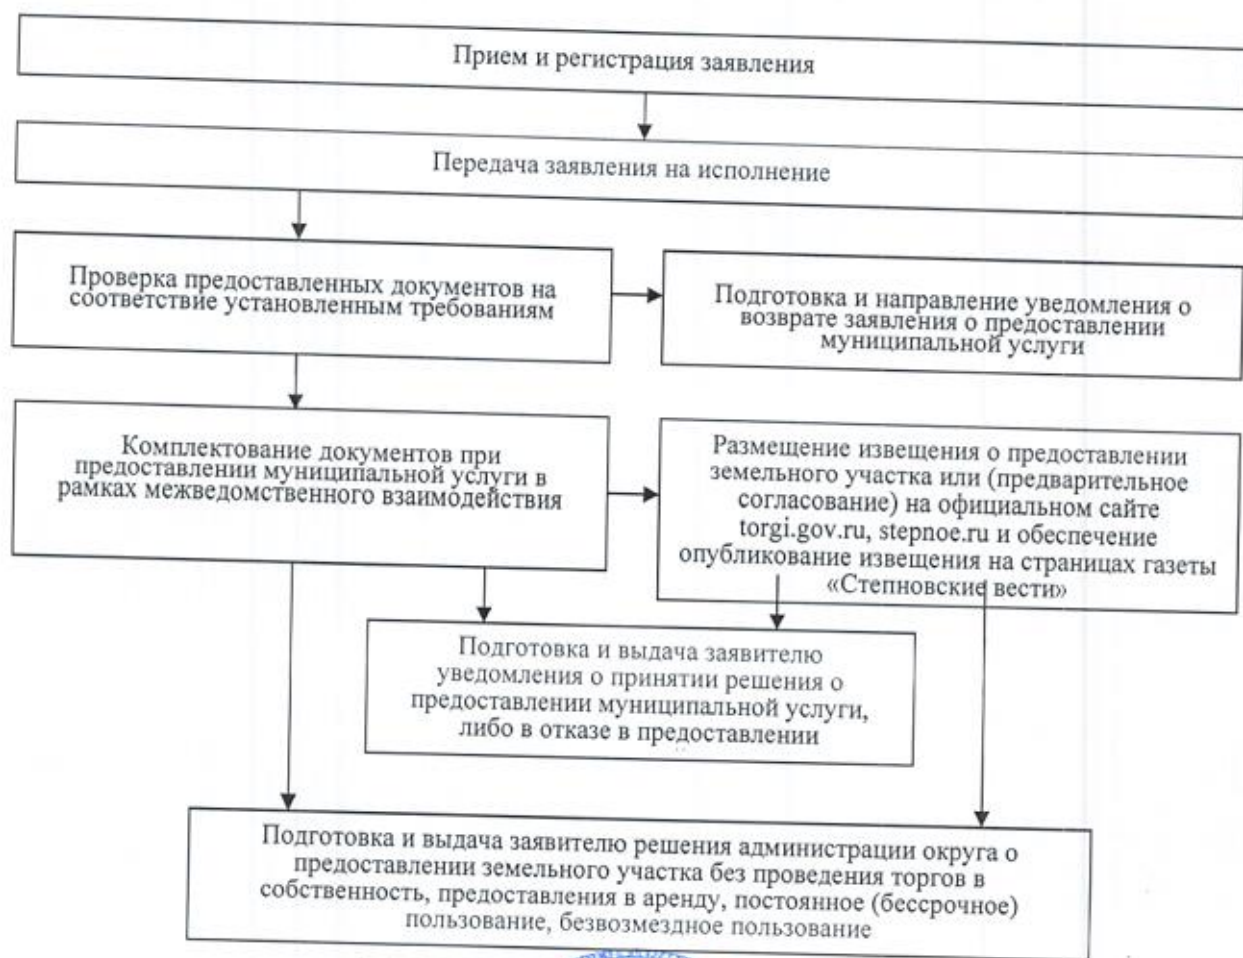 Прием и регистрация заявления
Передача заявления на исполнение
Проверка предоставленных документов на
соответствие установленным требованиям
Подготовка и направление уведомления о
возврате заявления о предоставлении
муниципальной услуги
Комплектование документов при
предоставлении муниципальной услуги в
рамках межведомственного взаимодействия
Размещение извещения о предоставлении
земельного участка или (предварительное
согласование) на официальном сайте
torgi.gov.ru, stepnoe.ru и обеспечение
опубликование извещения на страницах газеты
«Степновские вести»
Подготовка и выдача заявителю
уведомления о принятии решения о
предоставлении муниципальной услуги,
либо в отказе в предоставлении
Подготовка и выдача заявителю решения администрации округа о
предоставлении земельного участка без проведения торгов в
собственность, предоставления в аренду, постоянное (бессрочное)
пользование, безвозмездное пользование